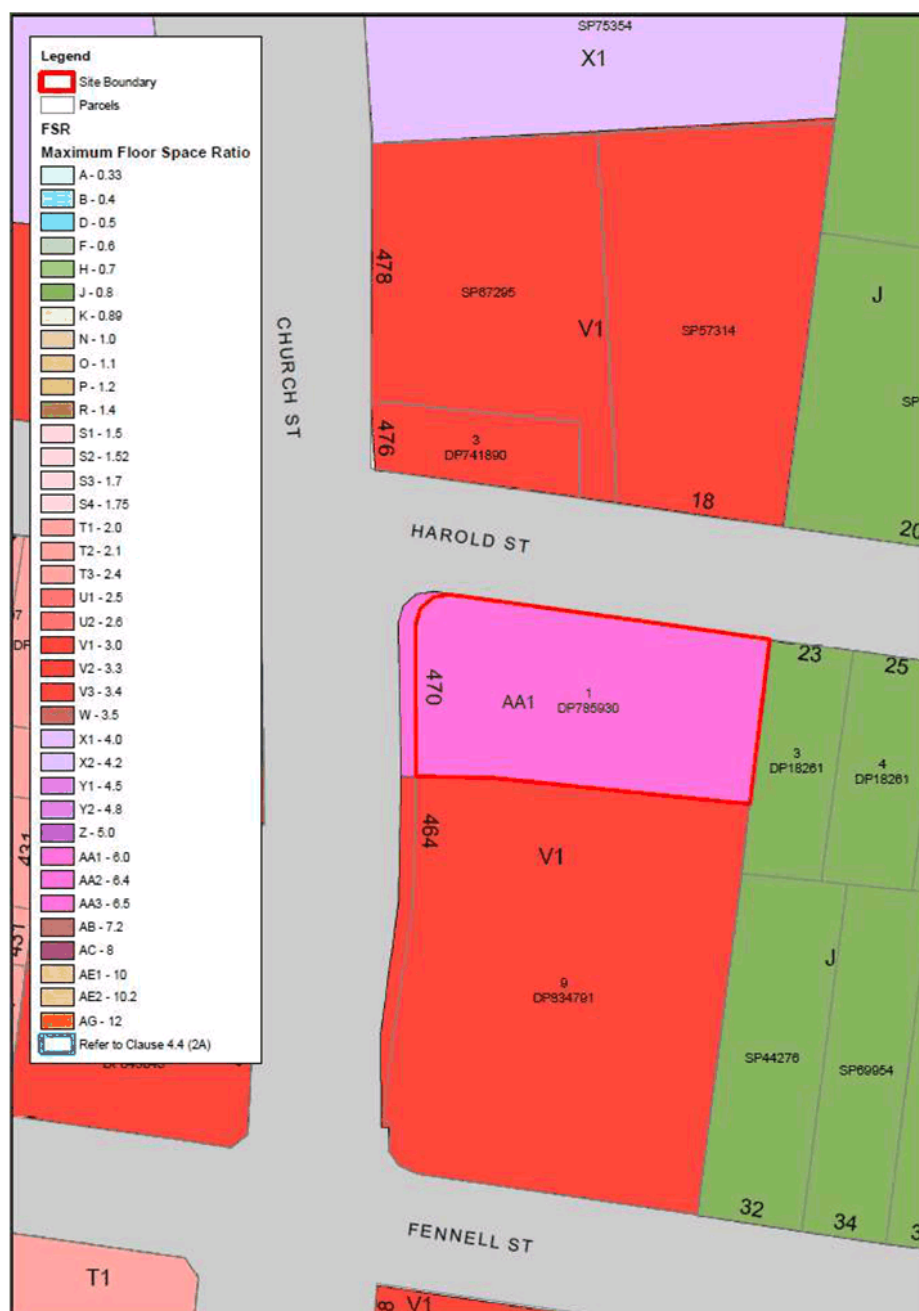 Legend
Site Boundary
Parcels
FSR
Maximum Floor Space Ratio
A - 0.33
B - 0.4
D - 0.5
F - 0.6
H - 0.7
J - 0.8
K - 0.89
N - 1.0
O - 1.1
P - 1.2
R - 1.4
S1 - 1.5
S2 - 1.52
S3 - 1.7
S4 - 1.75
T1 - 2.0
T2 - 2.1
T3 - 2.4
U1 - 2.5
U2 - 2.6
V1 - 3.0
V2 - 3.3
V3 - 3.4
W - 3.5
X1 - 4.0
X2 - 4.2
Y1 - 4.5
Y2 - 4.8
Z - 5.0
AA1 - 6.0
AA2 - 6.4
AA3 - 6.5
AB - 7.2
AC - 8
AE1 - 10
AE2 - 10.2
AG - 12
Refer to Clause 4.4 (2A)
SP75354
X1
478
SP67295
V1
SP57314
J
SP
CHURCH ST
476
3
DP741890
18
20
HAROLD ST
470
AA1
1
DP785930
23
25
3
DP18261
4
DP18261
464
V1
431
431
9
DP834791
J
SP44276
SP69954
32
34
3
FENNELL ST
T1
8
V1